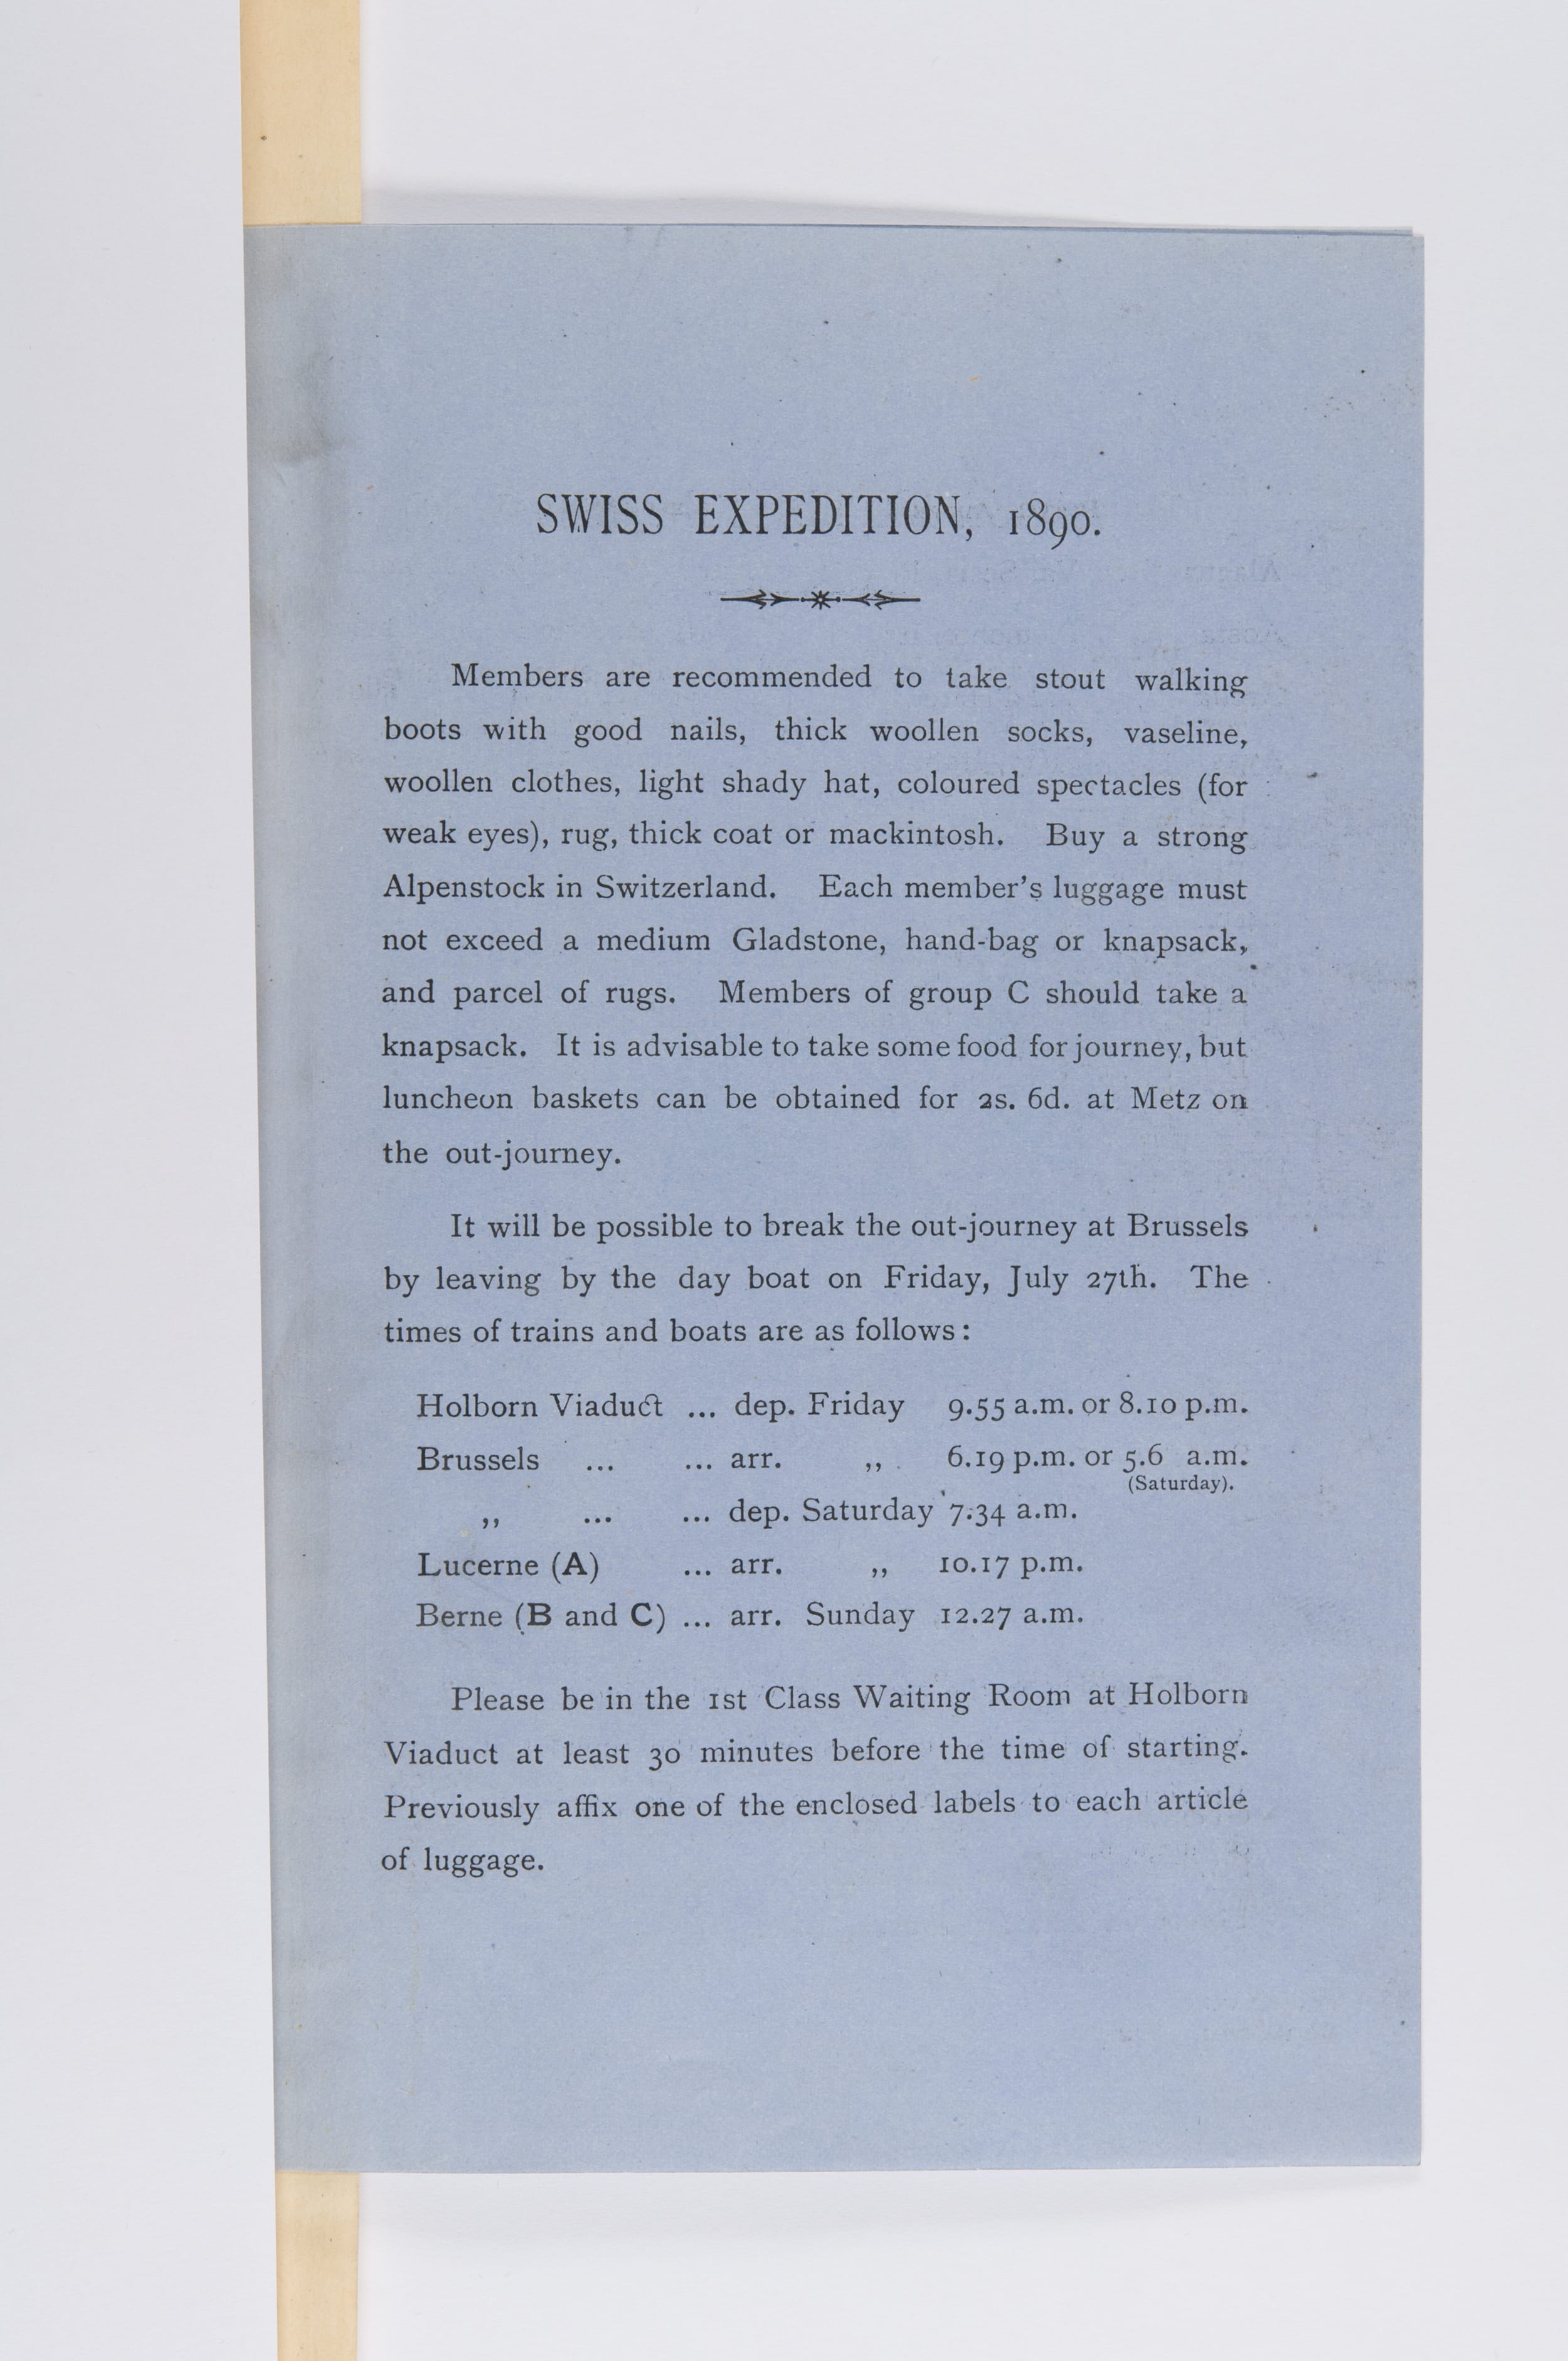 SWISS EXPEDITION, 1890.
Members are recommended to take stout walking
boots with good nails, thick woollen socks, vaseline,
woollen clothes, light shady hat, coloured spectacles (for
weak eyes), rug, thick coat or mackintosh. Buy a strong
Alpenstock in Switzerland. Each member's luggage must
not exceed a medium Gladstone, hand-bag or knapsack,
and parcel of rugs. Members of group C should take a
knapsack. It is advisable to take some food for journey, but
luncheon baskets can be obtained for 2s. 6d. at Metz on
the out-journey.
It will be possible to break the out-journey at Brussels
by leaving by the day boat on Friday, July 27th. The
times of trains and boats are as follows:
Holborn Viaduct ... dep. Friday 9.55 a.m. or 8.10 p.m.
Brussels ... ... arr. „ 6.19 p.m. or 5.6 a.m.
(Saturday).
„ ... ... dep. Saturday 7.34 a.m.
Lucerne (A) ... arr. „ 10.17 p.m.
Berne (B and C) ... arr. Sunday 12.27 a.m.
Please be in the 1st Class Waiting Room at Holborn
Viaduct at least 30 minutes before the time of starting.
Previously affix one of the enclosed labels to each article
of luggage.